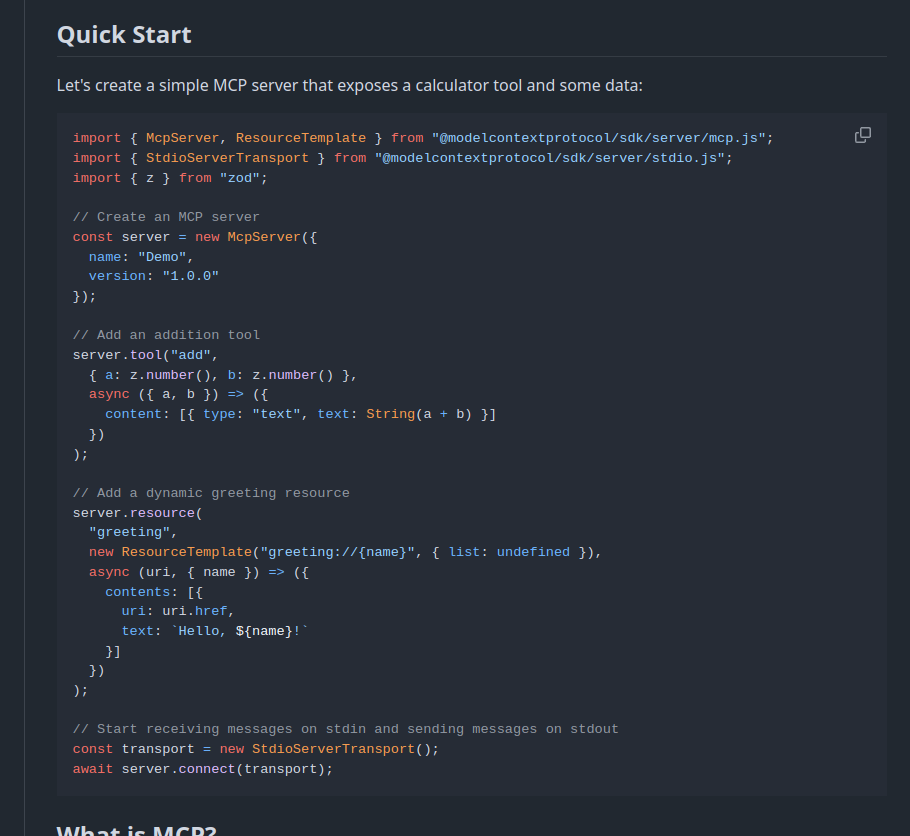 Quick Start
Let's create a simple MCP server that exposes a calculator tool and some data:
import { McpServer, ResourceTemplate } from "@modelcontextprotocol/sdk/server/mcp.js";
import { StdioServerTransport } from "@modelcontextprotocol/sdk/server/stdio.js";
import { z } from "zod";

// Create an MCP server
const server = new McpServer({
  name: "Demo",
  version: "1.0.0"
});

// Add an addition tool
server.tool("add",
  { a: z.number(), b: z.number() },
  async ({ a, b }) => ({
    content: [{ type: "text", text: String(a + b) }]
  })
);

// Add a dynamic greeting resource
server.resource(
  "greeting",
  new ResourceTemplate("greeting://{name}", { list: undefined }),
  async (uri, { name }) => ({
    contents: [{
      uri: uri.href,
      text: `Hello, ${name}!`
    }]
  })
);

// Start receiving messages on stdin and sending messages on stdout
const transport = new StdioServerTransport();
await server.connect(transport);
What is MCP?